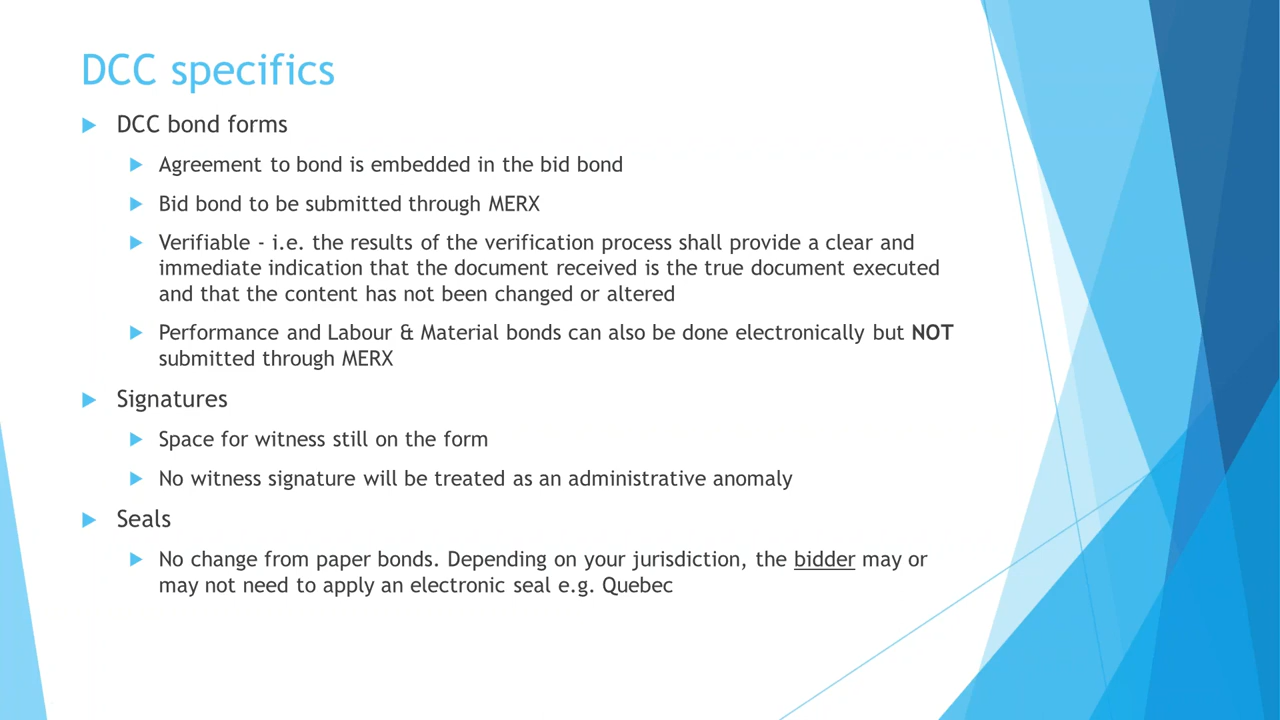 DCC specifics
DCC bond forms
Agreement to bond is embedded in the bid bond
Bid bond to be submitted through MERX
Verifiable - i.e. the results of the verification process shall provide a clear and
immediate indication that the document received is the true document executed
and that the content has not been changed or altered
Performance and Labour & Material bonds can also be done electronically but NOT
submitted through MERX
Signatures
Space for witness still on the form
No witness signature will be treated as an administrative anomaly
Seals
No change from paper bonds. Depending on your jurisdiction, the bidder may or
may not need to apply an electronic seal e.g. Quebec